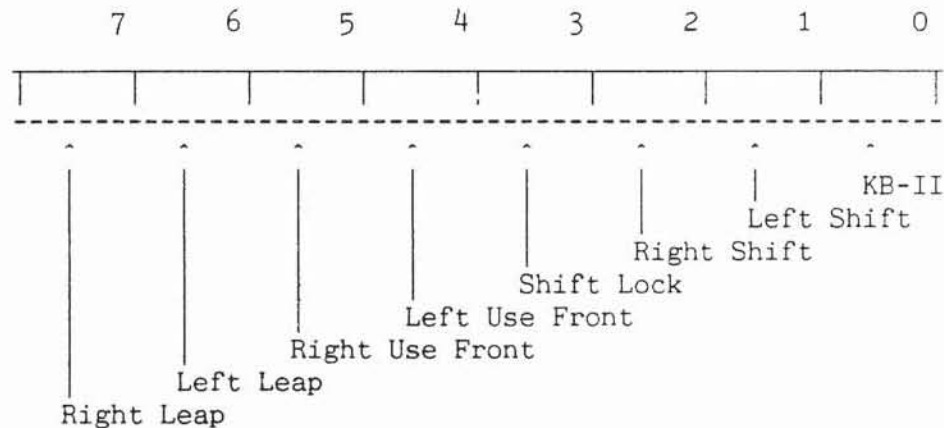 7 6 5 4 3 2 1 0
KB-II
Left Shift
Right Shift
Shift Lock
Left Use Front
Right Use Front
Left Leap
Right Leap